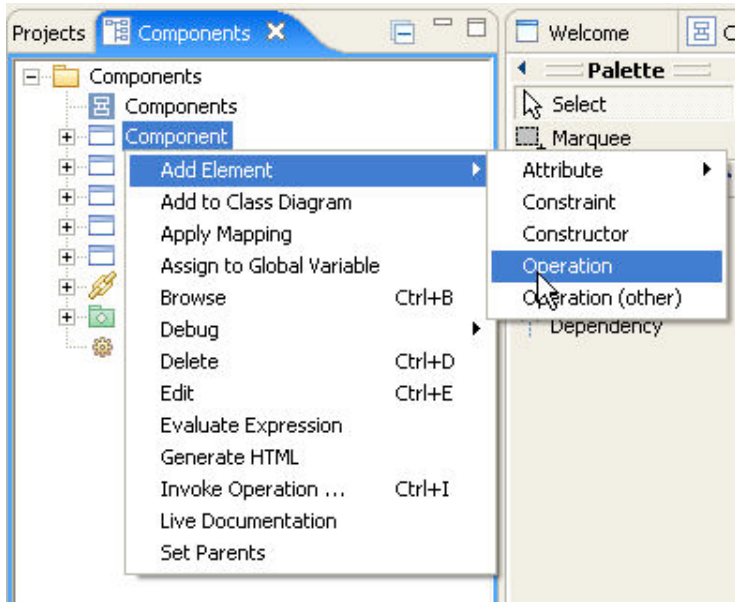 Projects
Components
Welcome
C
Components
Components
Component
Add Element
Add to Class Diagram
Apply Mapping
Assign to Global Variable
Browse Ctrl+B
Debug
Delete Ctrl+D
Edit Ctrl+E
Evaluate Expression
Generate HTML
Invoke Operation ... Ctrl+I
Live Documentation
Set Parents
Attribute
Constraint
Constructor
Operation
Operation (other)
Palette
Select
Marquee
Dependency